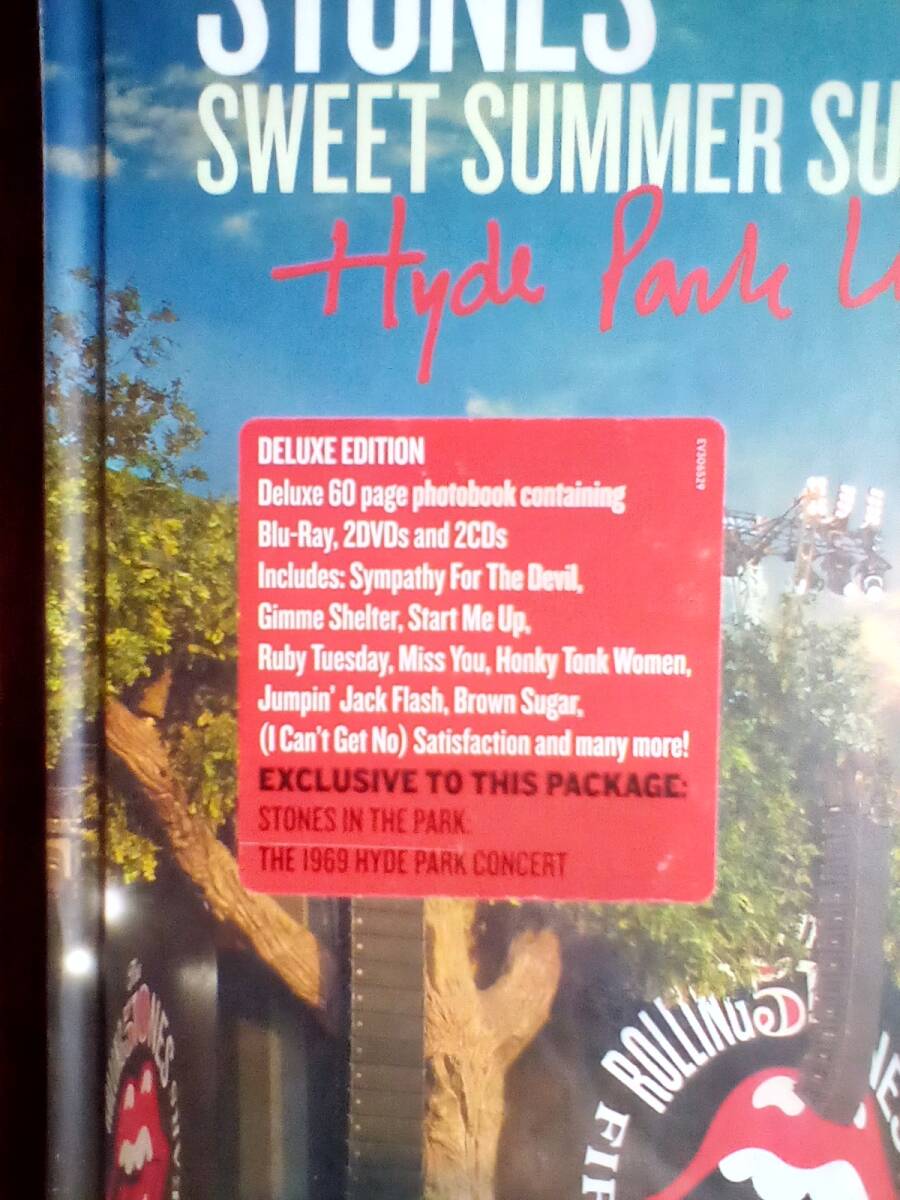 STONES
SWEET SUMMER SU
Hyde Park L
DELUXE EDITION
EV306529
Deluxe 60 page photobook containing
Blu-Ray, 2DVDs and 2CDs
Includes: Sympathy For The Devil,
Gimme Shelter, Start Me Up,
Ruby Tuesday, Miss You, Honky Tonk Women,
Jumpin' Jack Flash, Brown Sugar,
(I Can't Get No) Satisfaction and many more!
EXCLUSIVE TO THIS PACKAGE:
STONES IN THE PARK:
THE 1969 HYDE PARK CONCERT
ROLLING